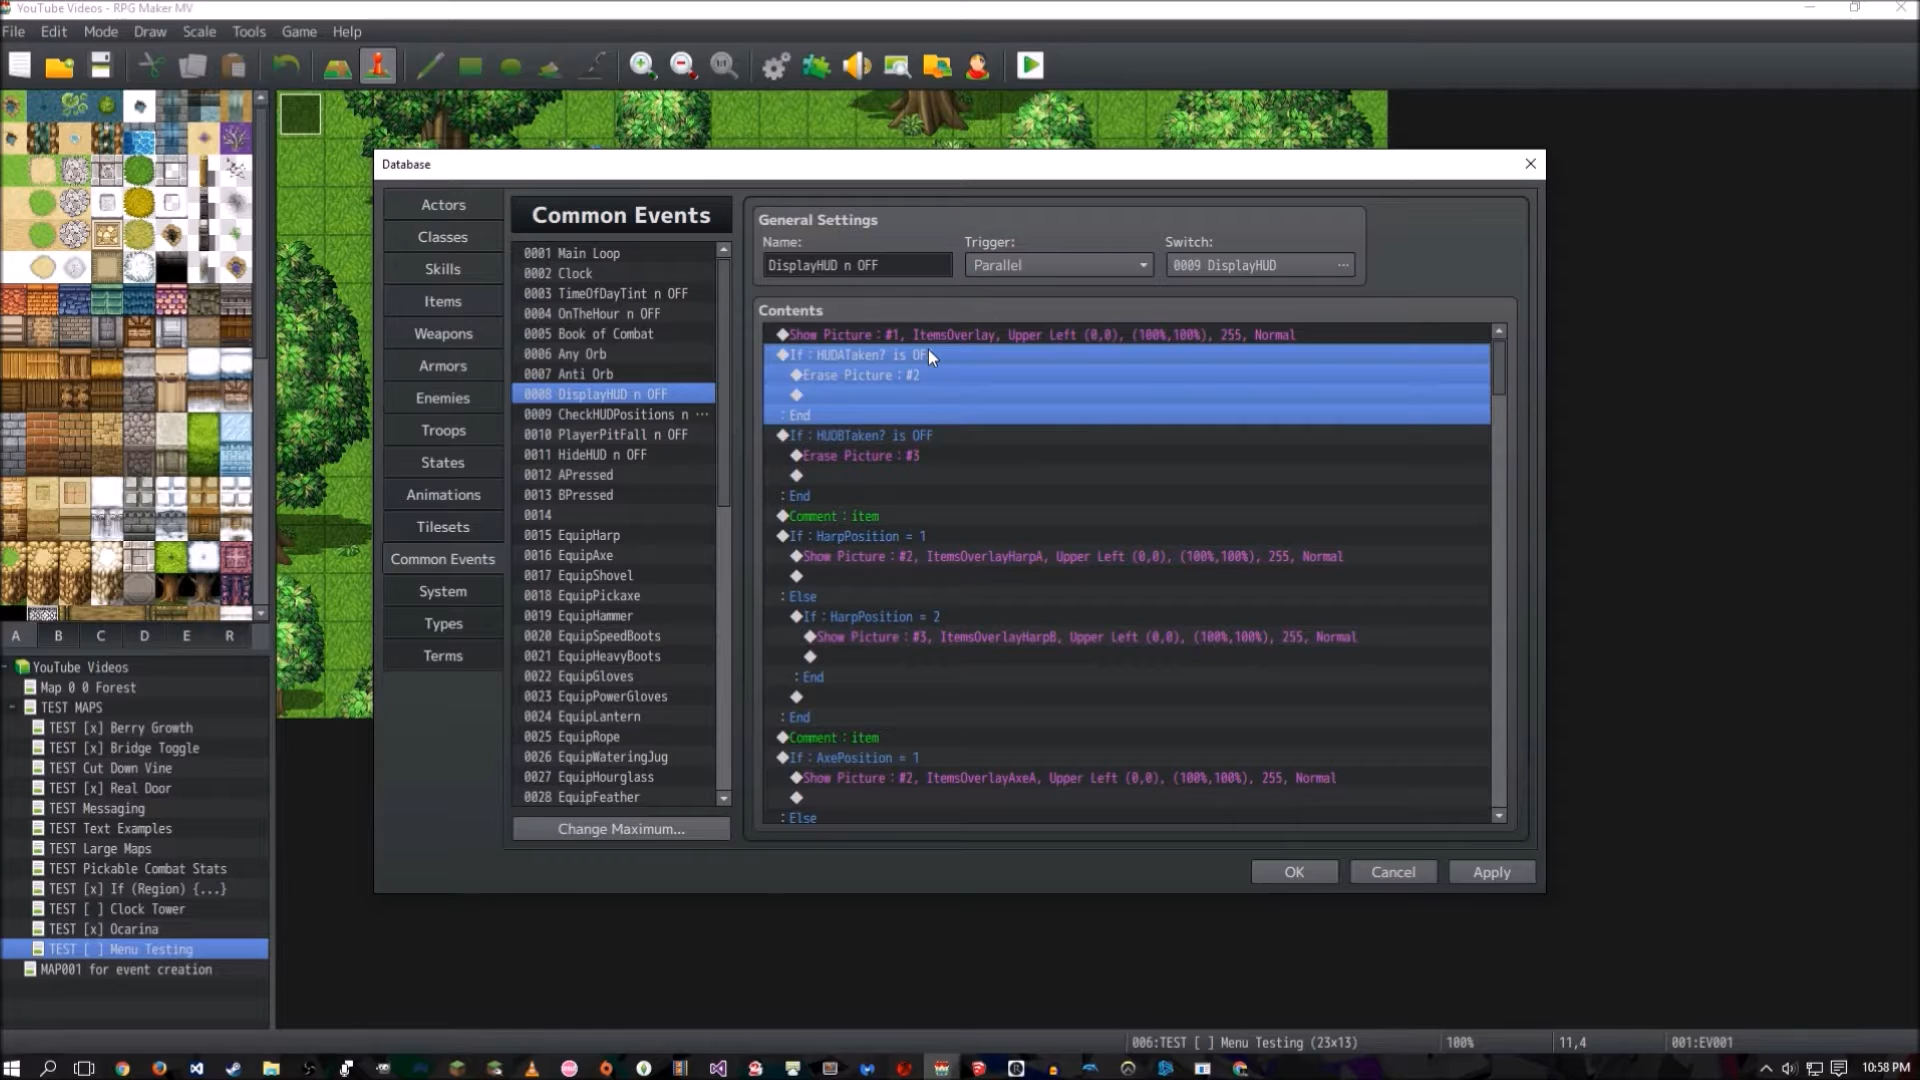 YouTube Videos - RPG Maker MV
File Edit Mode Draw Scale Tools Game Help
Database
Actors
Classes
Skills
Items
Weapons
Armors
Enemies
Troops
States
Animations
Tilesets
Common Events
System
Types
Terms
Common Events
0001 Main Loop
0002 Clock
0003 TimeOfDayTint n OFF
0004 OnTheHour n OFF
0005 Book of Combat
0006 Any Orb
0007 Anti Orb
0008 DisplayHUD n OFF
0009 CheckHUDPositions n ...
0010 PlayerPitFall n OFF
0011 HideHUD n OFF
0012 APressed
0013 BPressed
0014
0015 EquipHarp
0016 EquipAxe
0017 EquipShovel
0018 EquipPickaxe
0019 EquipHammer
0020 EquipSpeedBoots
0021 EquipHeavyBoots
0022 EquipGloves
0023 EquipPowerGloves
0024 EquipLantern
0025 EquipRope
0026 EquipWateringJug
0027 EquipHourglass
0028 EquipFeather
Change Maximum...
General Settings
Name: Trigger: Switch:
DisplayHUD n OFF Parallel 0009 DisplayHUD ...
Contents
◆Show Picture : #1, ItemsOverlay, Upper Left (0,0), (100%,100%), 255, Normal
◆If : HUDATaken? is OF
◆Erase Picture : #2
◆
: End
◆If : HUDBTaken? is OFF
◆Erase Picture : #3
◆
: End
◆Comment : item
◆If : HarpPosition = 1
◆Show Picture : #2, ItemsOverlayHarpA, Upper Left (0,0), (100%,100%), 255, Normal
◆
: Else
◆If : HarpPosition = 2
◆Show Picture : #3, ItemsOverlayHarpB, Upper Left (0,0), (100%,100%), 255, Normal
◆
: End
◆
: End
◆Comment : item
◆If : AxePosition = 1
◆Show Picture : #2, ItemsOverlayAxeA, Upper Left (0,0), (100%,100%), 255, Normal
◆
: Else
OK Cancel Apply
A B C D E R
YouTube Videos
Map 0 0 Forest
TEST MAPS
TEST [x] Berry Growth
TEST [x] Bridge Toggle
TEST Cut Down Vine
TEST [x] Real Door
TEST Messaging
TEST Text Examples
TEST Large Maps
TEST Pickable Combat Stats
TEST [x] If (Region) {...}
TEST [ ] Clock Tower
TEST [x] Ocarina
TEST [ ] Menu Testing
MAP001 for event creation
006:TEST [ ] Menu Testing (23x13) 100% 11,4 001:EV001
10:58 PM